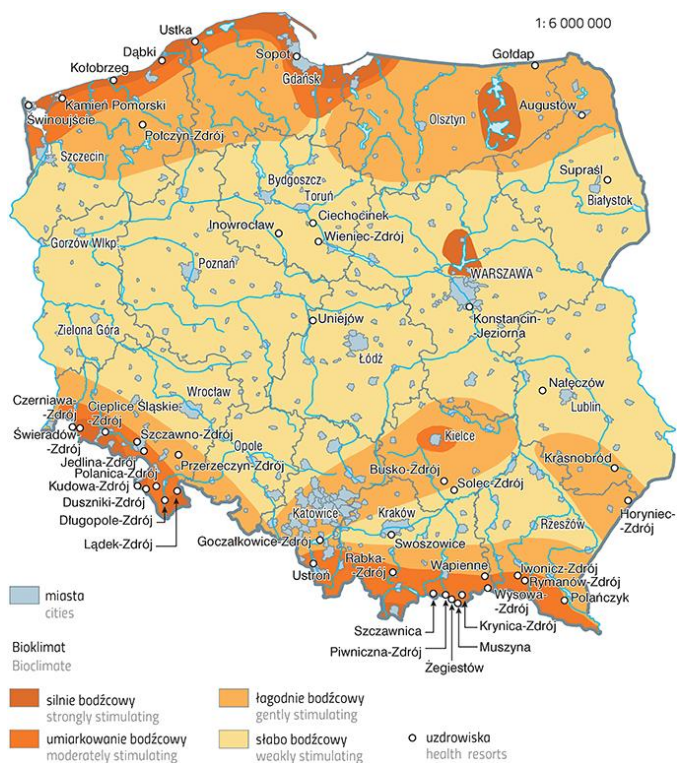 1: 6 000 000
Ustka
Dąbki
Sopot
Gołdap
Kołobrzeg
Gdańsk
Kamień Pomorski
Świnoujście
Augustów
Olsztyn
Połczyn-Zdrój
Szczecin
Supraśl
Białystok
Bydgoszcz
Toruń
Ciechocinek
Inowrocław
Wieniec-Zdrój
Gorzów Wlkp.
Poznań
WARSZAWA
Konstancin-
Jeziorna
Uniejów
Zielona Góra
Łódź
Nałęczów
Lublin
Wrocław
Czerniawa-
-Zdrój
Cieplice Śląskie-
-Zdrój
Świeradów-
-Zdrój
Szczawno-Zdrój
Opole
Kielce
Krasnobród
Jedlina-Zdrój
Polanica-Zdrój
Przerzeczyn-Zdrój
Busko-Zdrój
Solec-Zdrój
Kudowa-Zdrój
Duszniki-Zdrój
Katowice
Kraków
Rzeszów
Horyniec-
-Zdrój
Długopole-Zdrój
Lądek-Zdrój
Goczałkowice-Zdrój
Swoszowice
Ustroń
Rabka-
-Zdrój
Wapienne
Iwonicz-Zdrój
Rymanów-Zdrój
Wysowa-
-Zdrój
Polańczyk
Szczawnica
Krynica-Zdrój
Piwniczna-Zdrój
Muszyna
Żegiestów
miasta
cities
Bioklimat
Bioclimate
silnie bodźcowy
strongly stimulating
umiarkowanie bodźcowy
moderately stimulating
łagodnie bodźcowy
gently stimulating
słabo bodźcowy
weakly stimulating
uzdrowiska
health resorts